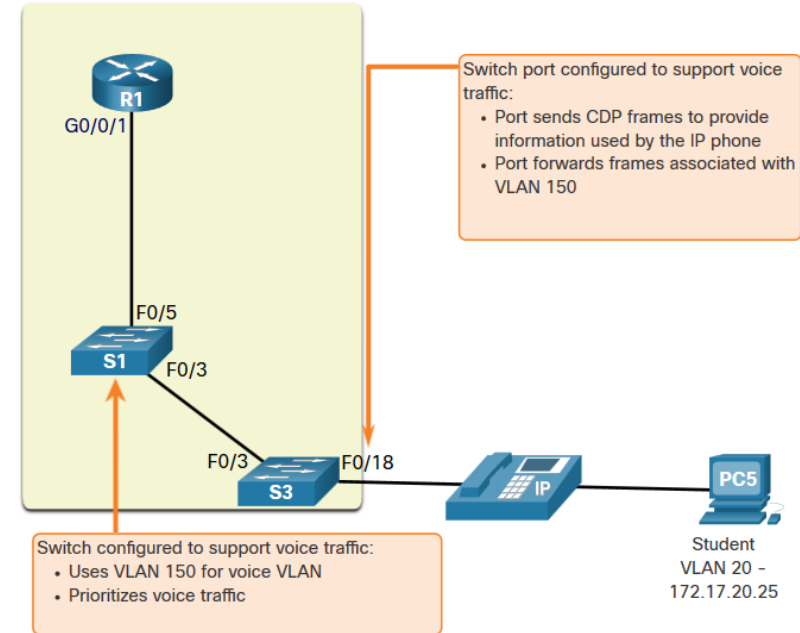 R1
G0/0/1
Switch port configured to support voice
traffic:
• Port sends CDP frames to provide
information used by the IP phone
• Port forwards frames associated with
VLAN 150
F0/5
S1
F0/3
F0/3
S3
F0/18
IP
PC5
Student
VLAN 20 –
172.17.20.25
Switch configured to support voice traffic:
• Uses VLAN 150 for voice VLAN
• Prioritizes voice traffic